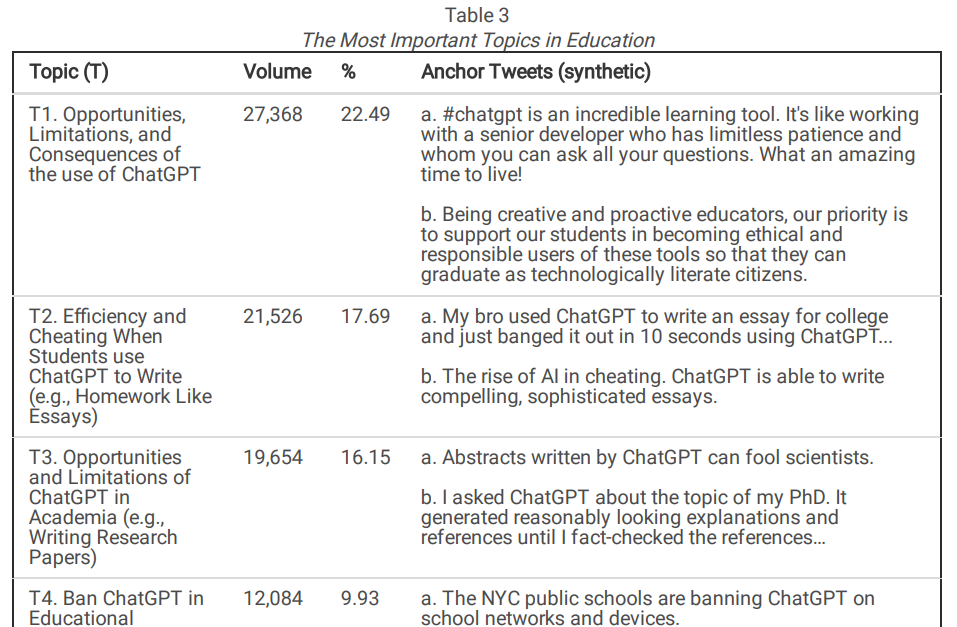 Table 3
The Most Important Topics in Education
Topic (T) Volume % Anchor Tweets (synthetic)
T1. Opportunities, 27,368 22.49 a. #chatgpt is an incredible learning tool. It's like working
Limitations, and with a senior developer who has limitless patience and
Consequences of whom you can ask all your questions. What an amazing
the use of ChatGPT time to live!
b. Being creative and proactive educators, our priority is
to support our students in becoming ethical and
responsible users of these tools so that they can
graduate as technologically literate citizens.
T2. Efficiency and 21,526 17.69 a. My bro used ChatGPT to write an essay for college
Cheating When and just banged it out in 10 seconds using ChatGPT...
Students use
ChatGPT to Write b. The rise of AI in cheating. ChatGPT is able to write
(e.g., Homework Like compelling, sophisticated essays.
Essays)
T3. Opportunities 19,654 16.15 a. Abstracts written by ChatGPT can fool scientists.
and Limitations of
ChatGPT in b. I asked ChatGPT about the topic of my PhD. It
Academia (e.g., generated reasonably looking explanations and
Writing Research references until I fact-checked the references...
Papers)
T4. Ban ChatGPT in 12,084 9.93 a. The NYC public schools are banning ChatGPT on
Educational school networks and devices.